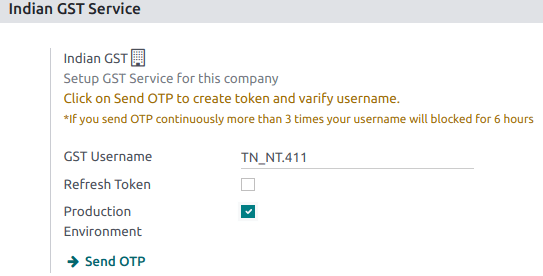 Indian GST Service
Indian GST
Setup GST Service for this company
Click on Send OTP to create token and varify username.
*If you send OTP continuously more than 3 times your username will blocked for 6 hours
GST Username TN_NT.411
Refresh Token
Production
Environment
Send OTP